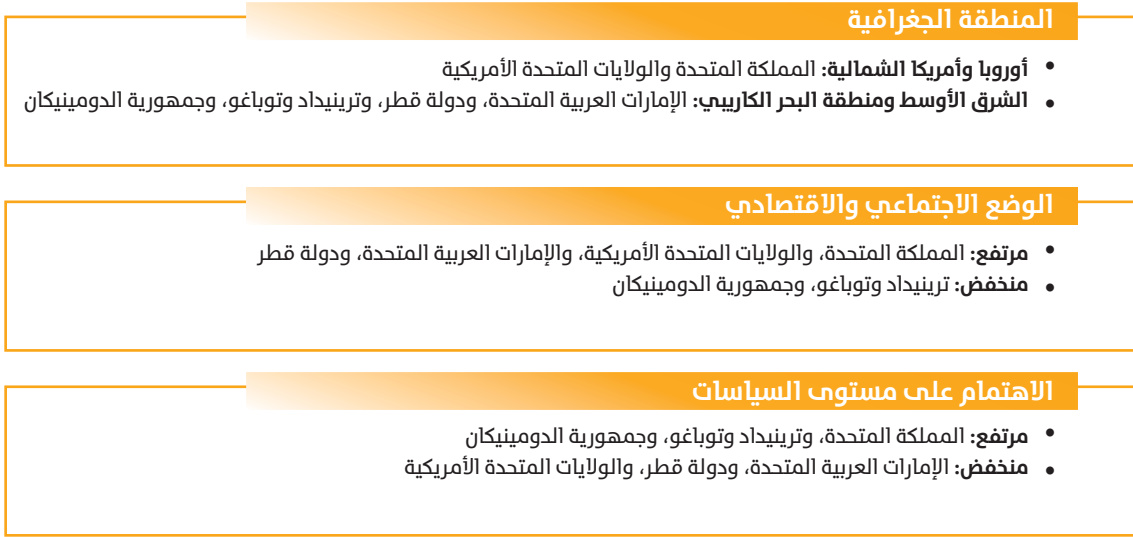 المنطقة الجغرافية
• أوروبا وأمريكا الشمالية: المملكة المتحدة والولايات المتحدة الأمريكية
• الشرق الأوسط ومنطقة البحر الكاريبي: الإمارات العربية المتحدة، ودولة قطر، وترينيداد وتوباغو، وجمهورية الدومينيكان
الوضع الاجتماعي والاقتصادي
• مرتفع: المملكة المتحدة، والولايات المتحدة الأمريكية، والإمارات العربية المتحدة، ودولة قطر
• منخفض: ترينيداد وتوباغو، وجمهورية الدومينيكان
الاهتمام على مستوى السياسات
• مرتفع: المملكة المتحدة، وترينيداد وتوباغو، وجمهورية الدومينيكان
• منخفض: الإمارات العربية المتحدة، ودولة قطر، والولايات المتحدة الأمريكية